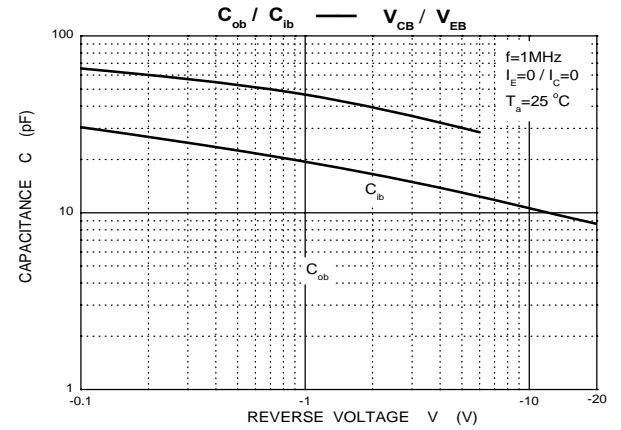 Cob / Cib — VCB / VEB
100
f=1MHz
IE=0 / IC=0
Ta=25 °C
CAPACITANCE C (pF)
Cib
10
Cob
1
-0.1
-1
-10
-20
REVERSE VOLTAGE V (V)